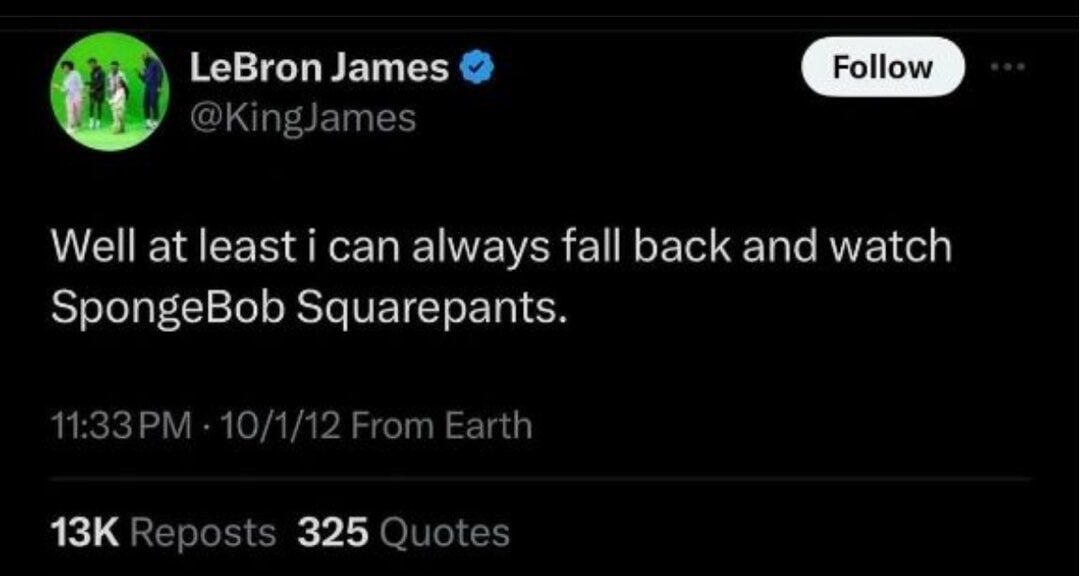 LeBron James
Follow
@KingJames
Well at least i can always fall back and watch
SpongeBob Squarepants.
11:33 PM · 10/1/12 From Earth
13K Reposts 325 Quotes